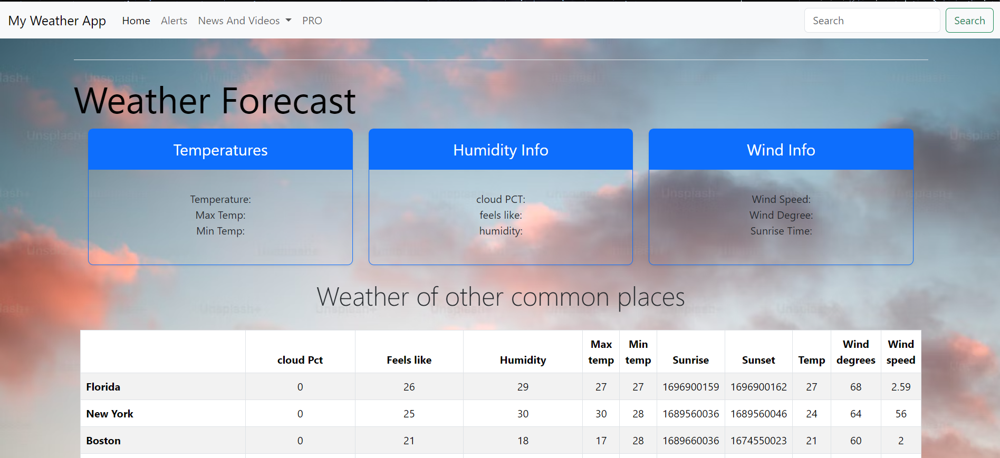 My Weather App Home Alerts News And Videos PRO Search Search
Weather Forecast
Temperatures
Temperature:
Max Temp:
Min Temp:
Humidity Info
cloud PCT:
feels like:
humidity:
Wind Info
Wind Speed:
Wind Degree:
Sunrise Time:
Weather of other common places
cloud Pct Feels like Humidity Max temp Min temp Sunrise Sunset Temp Wind degrees Wind speed
Florida 0 26 29 27 27 1696900159 1696900162 27 68 2.59
New York 0 25 30 30 28 1689560036 1689560046 24 64 56
Boston 0 21 18 17 28 1689660036 1674550023 21 60 2
Unsplash+